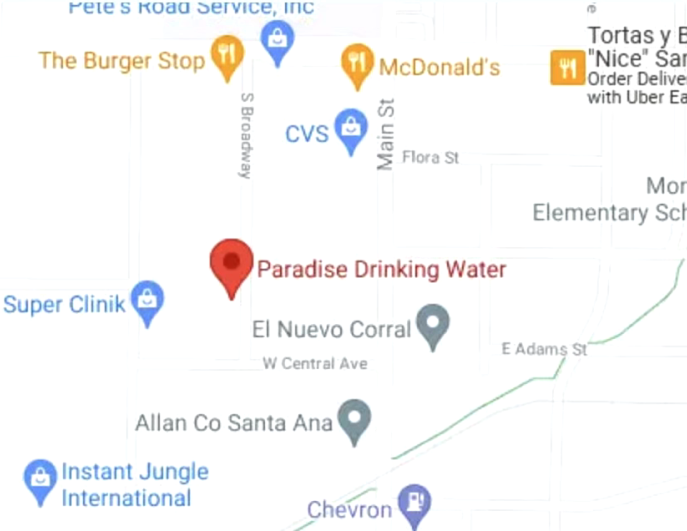 Pete's Road Service, Inc
The Burger Stop
McDonald's
Tortas y B
"Nice" Sar
Order Delive
with Uber Ea
S Broadway
CVS
Main St
Flora St
Mor
Elementary Sch
Paradise Drinking Water
Super Clinik
El Nuevo Corral
E Adams St
W Central Ave
Allan Co Santa Ana
Instant Jungle
International
Chevron